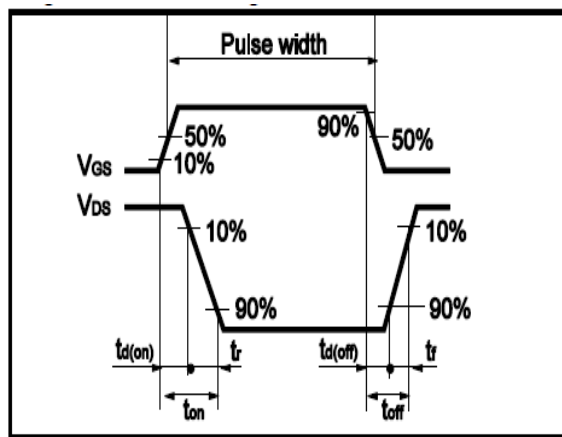 Pulse width
90%
50%
50%
10%
VGS
VDS
10%
10%
90%
90%
td(on)
tr
td(off)
tf
ton
toff